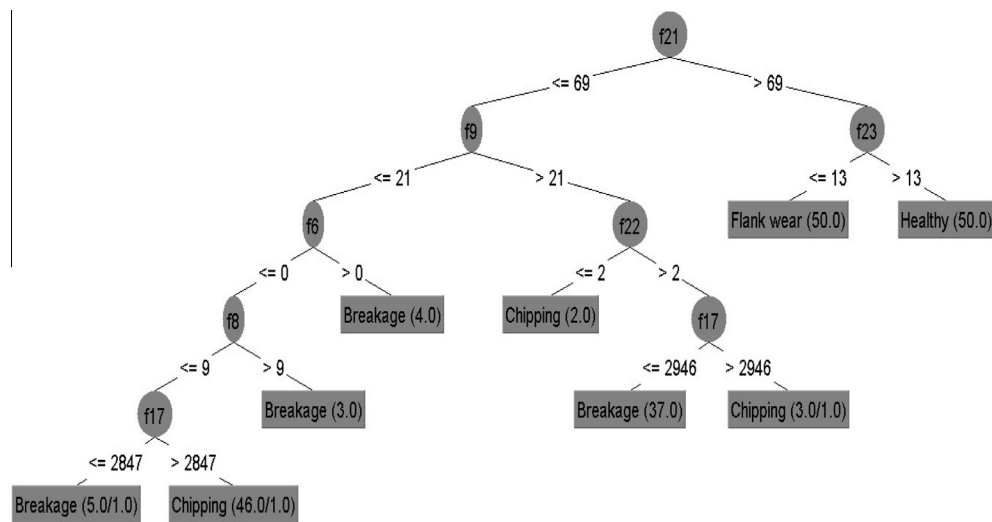 f21
<= 69
> 69
f9
f23
<= 21
> 21
<= 13
> 13
f6
f22
Flank wear (50.0)
Healthy (50.0)
<= 0
> 0
<= 2
> 2
f8
Breakage (4.0)
Chipping (2.0)
f17
<= 9
> 9
<= 2946
> 2946
f17
Breakage (3.0)
Breakage (37.0)
Chipping (3.0/1.0)
<= 2847
> 2847
Breakage (5.0/1.0)
Chipping (46.0/1.0)